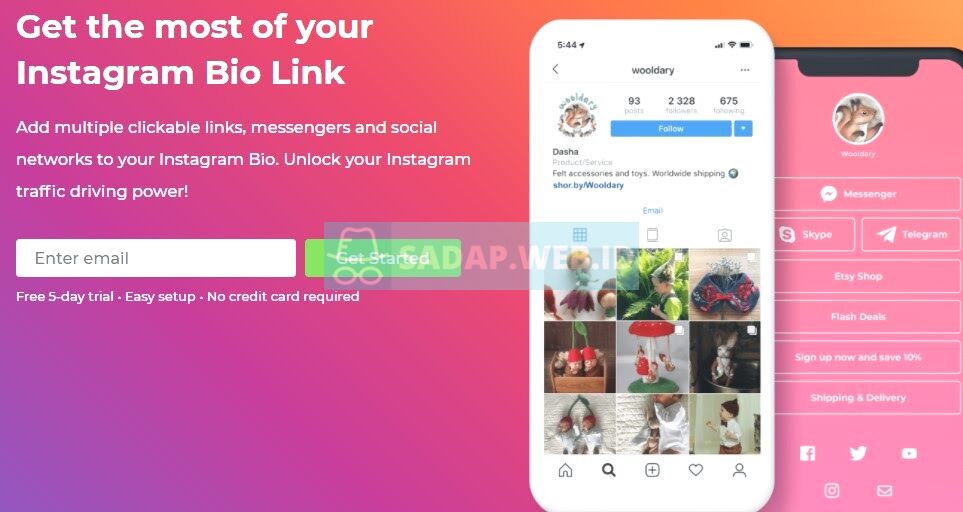 Get the most of your
Instagram Bio Link
Add multiple clickable links, messengers and social
networks to your Instagram Bio. Unlock your Instagram
traffic driving power!
Enter email
Get Started
Free 5-day trial • Easy setup • No credit card required
SADAP.WEB.ID
5:44
wooldary
93
2 328
675
posts
followers
following
Follow
Dasha
Product/Service
Felt accessories and toys. Worldwide shipping
shor.by/Wooldary
Email
wooldary
Wooldary
Messenger
Skype
Telegram
Etsy Shop
Flash Deals
Sign up now and save 10%
Shipping & Delivery